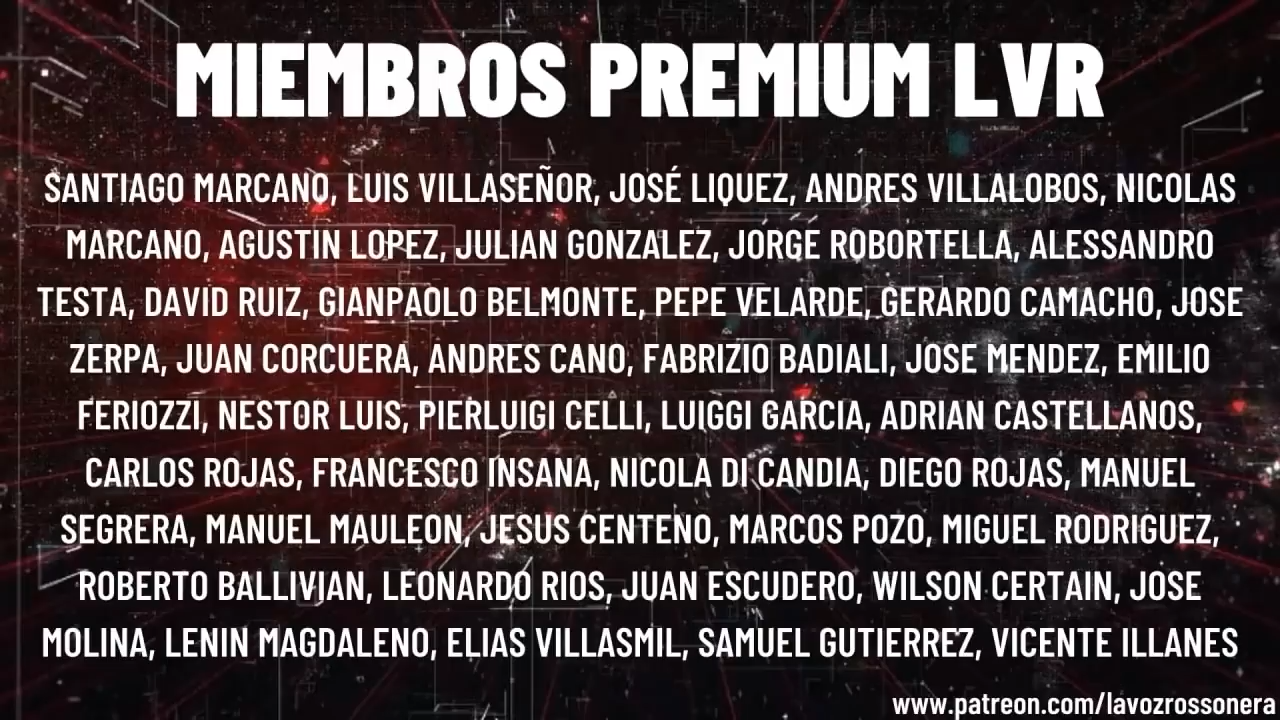 MIEMBROS PREMIUM LVR
SANTIAGO MARCANO, LUIS VILLASEÑOR, JOSÉ LIQUEZ, ANDRES VILLALOBOS, NICOLAS
MARCANO, AGUSTIN LOPEZ, JULIAN GONZALEZ, JORGE ROBORTELLA, ALESSANDRO
TESTA, DAVID RUIZ, GIANPAOLO BELMONTE, PEPE VELARDE, GERARDO CAMACHO, JOSE
ZERPA, JUAN CORCUERA, ANDRES CANO, FABRIZIO BADIALI, JOSE MENDEZ, EMILIO
FERIOZZI, NESTOR LUIS, PIERLUIGI CELLI, LUIGGI GARCIA, ADRIAN CASTELLANOS,
CARLOS ROJAS, FRANCESCO INSANA, NICOLA DI CANDIA, DIEGO ROJAS, MANUEL
SEGRERA, MANUEL MAULEON, JESUS CENTENO, MARCOS POZO, MIGUEL RODRIGUEZ,
ROBERTO BALLIVIAN, LEONARDO RIOS, JUAN ESCUDERO, WILSON CERTAIN, JOSE
MOLINA, LENIN MAGDALENO, ELIAS VILLASMIL, SAMUEL GUTIERREZ, VICENTE ILLANES
www.patreon.com/lavozrossonera